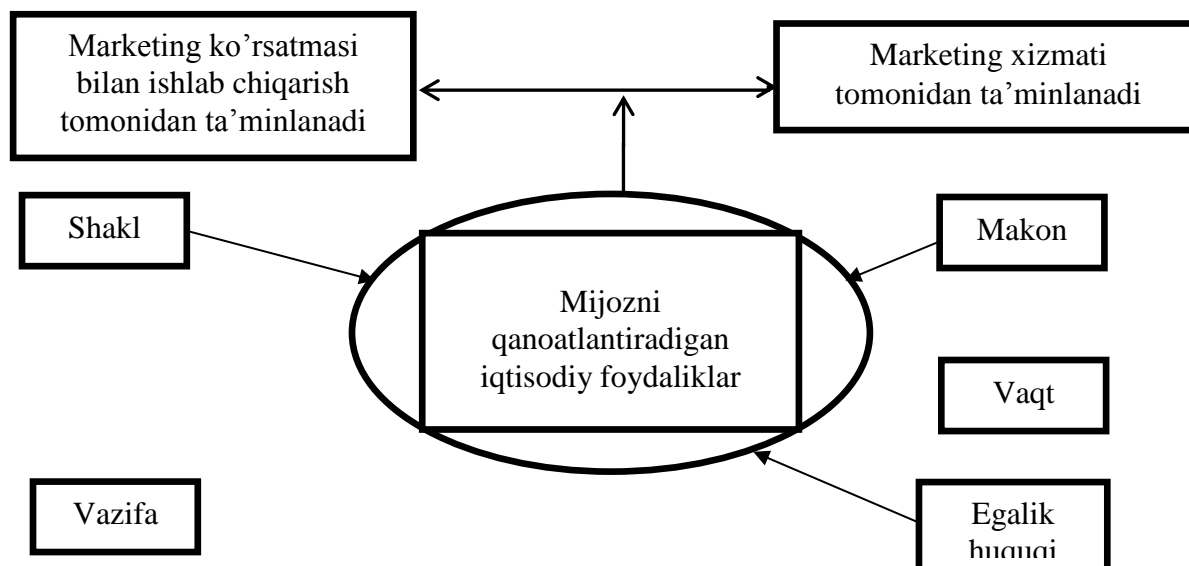 Marketing ko’rsatmasi
bilan ishlab chiqarish
tomonidan ta’minlanadi
Marketing xizmati
tomonidan ta’minlanadi
Shakl
Makon
Mijozni
qanoatlantiradigan
iqtisodiy foydaliklar
Vaqt
Vazifa
Egalik
huquqi